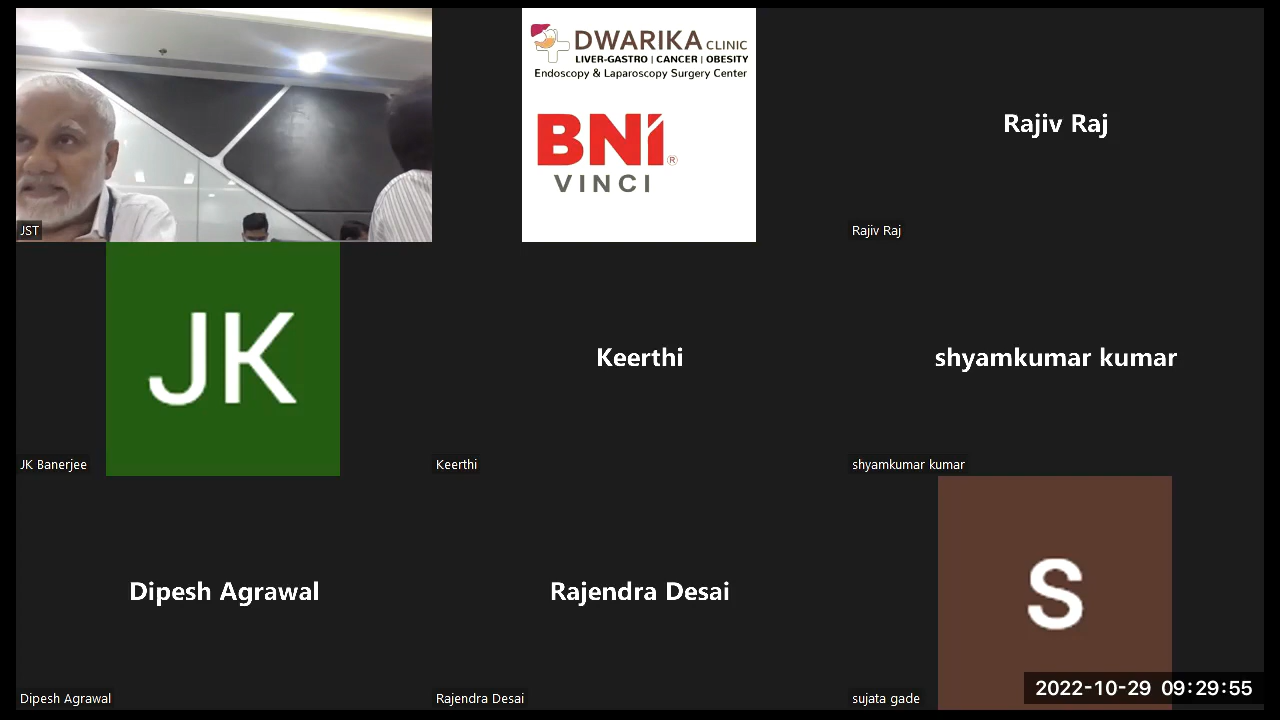 JST
DWARIKA CLINIC
LIVER-GASTRO | CANCER | OBESITY
Endoscopy & Laparoscopy Surgery Center
BNI®
VINCI
Rajiv Raj
Rajiv Raj
JK
JK Banerjee
Keerthi
Keerthi
shyamkumar kumar
shyamkumar kumar
Dipesh Agrawal
Dipesh Agrawal
Rajendra Desai
Rajendra Desai
S
sujata gade
2022-10-29 09:29:55